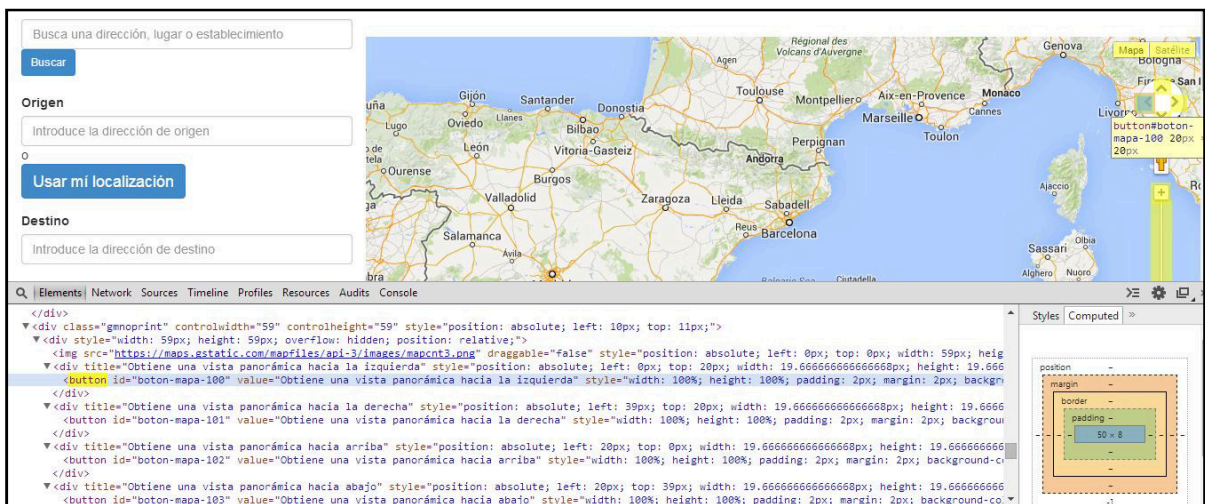 Busca una dirección, lugar o establecimiento
Buscar
Origen
Introduce la dirección de origen
o
Usar mí localización
Destino
Introduce la dirección de destino
Régional des
Volcans d'Auvergne
Agen
Genova
Mapa Satélite
Bologna
Gijón
Santander
Donostia
Toulouse
Montpellier
Aix-en-Provence
Monaco
uña
Lugo
Oviedo
Llanes
Bilbao
Marseille
Cannes
Toulon
button#boton-
mapa-100 20px ×
20px
León
Vitoria-Gasteiz
Perpignan
Andorra
tela
Ourense
Burgos
Valladolid
Zaragoza
Lleida
Sabadell
Ajaccio
Reus
Barcelona
Salamanca
Ávila
Sassari
Olbia
Alghero
Nuoro
bra
Ciutadella
Elements Network Sources Timeline Profiles Resources Audits Console
</div>
▼<div class="gmnoprint" controlwidth="59" controlheight="59" style="position: absolute; left: 10px; top: 11px;">
▼<div style="width: 59px; height: 59px; overflow: hidden; position: relative;">
<img src="https://maps.gstatic.com/mapfiles/api-3/images/mapcnt3.png" draggable="false" style="position: absolute; left: 0px; top: 0px; width: 59px; heig
▼<div title="Obtiene una vista panorámica hacia la izquierda" style="position: absolute; left: 0px; top: 20px; width: 19.666666666666668px; height: 19.666
<button id="boton-mapa-100" value="Obtiene una vista panorámica hacia la izquierda" style="width: 100%; height: 100%; padding: 2px; margin: 2px; backgr
</div>
▼<div title="Obtiene una vista panorámica hacia la derecha" style="position: absolute; left: 39px; top: 20px; width: 19.666666666666668px; height: 19.6666
<button id="boton-mapa-101" value="Obtiene una vista panorámica hacia la derecha" style="width: 100%; height: 100%; padding: 2px; margin: 2px; backgroun
</div>
▼<div title="Obtiene una vista panorámica hacia arriba" style="position: absolute; left: 20px; top: 0px; width: 19.666666666666668px; height: 19.666666666
<button id="boton-mapa-102" value="Obtiene una vista panorámica hacia arriba" style="width: 100%; height: 100%; padding: 2px; margin: 2px; background-c
</div>
▼<div title="Obtiene una vista panorámica hacia abajo" style="position: absolute; left: 20px; top: 39px; width: 19.666666666666668px; height: 19.6666666666
<button id="boton-mapa-103" value="Obtiene una vista panorámica hacia abajo" style="width: 100%; height: 100%; padding: 2px; margin: 2px; background-co
Styles Computed »
position -
margin -
border -
padding -
50 × 8
-1